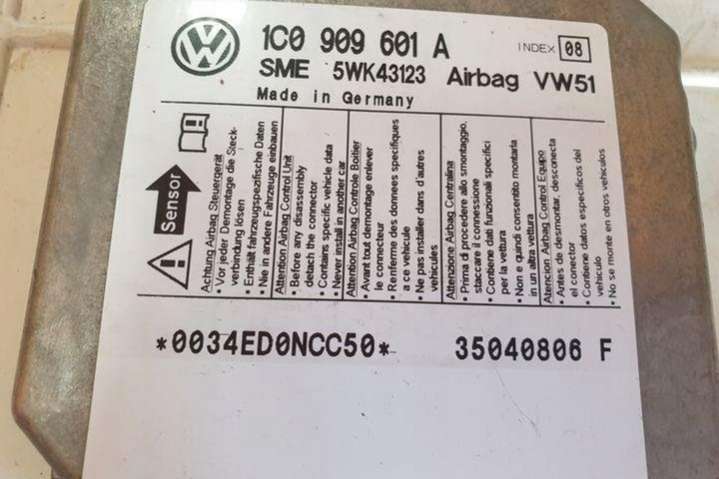 1C0 909 601 A INDEX 08
SME 5WK43123 Airbag VW51
Made in Germany
Sensor
Achtung Airbag Steuergerät
• Vor jeder Demontage die Steck-
verbindung lösen
• Enthält fahrzeugspezifische Daten
• Nie in andere Fahrzeuge einbauen
Attention Airbag Control Unit
• Before any disassembly
detach the connector
• Contains specific vehicle data
• Never install in another car
Attention Airbag Controle Boitier
• Avant tout demontage enlever
le connecteur
• Renferme des donnees specifiques
a ce vehicule
• Ne pas installer dans d'autres
vehicules
Attenzione Airbag Centralina
• Prima di procedere allo smontaggio,
staccare il connessione
• Contiene dati funzionali specifici
per la vettura
• Non e quindi consentito montarla
in un altra vettura
Atencion Airbag Control Equipo
• Antes de desmontar, desconecta
el conector
• Contiene datos especificos del
vehiculo
• No se monte en otros vehiculos
*0034ED0NCC50* 35040806 F